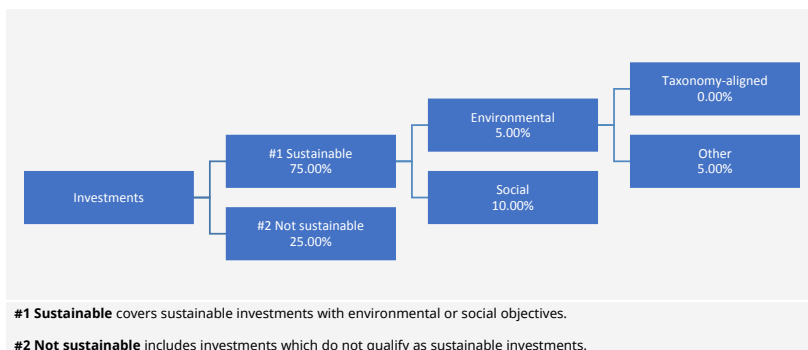 Taxonomy-aligned
0.00%
Environmental
5.00%
#1 Sustainable
75.00%
Other
5.00%
Investments
Social
10.00%
#2 Not sustainable
25.00%
#1 Sustainable covers sustainable investments with environmental or social objectives.
#2 Not sustainable includes investments which do not qualify as sustainable investments.